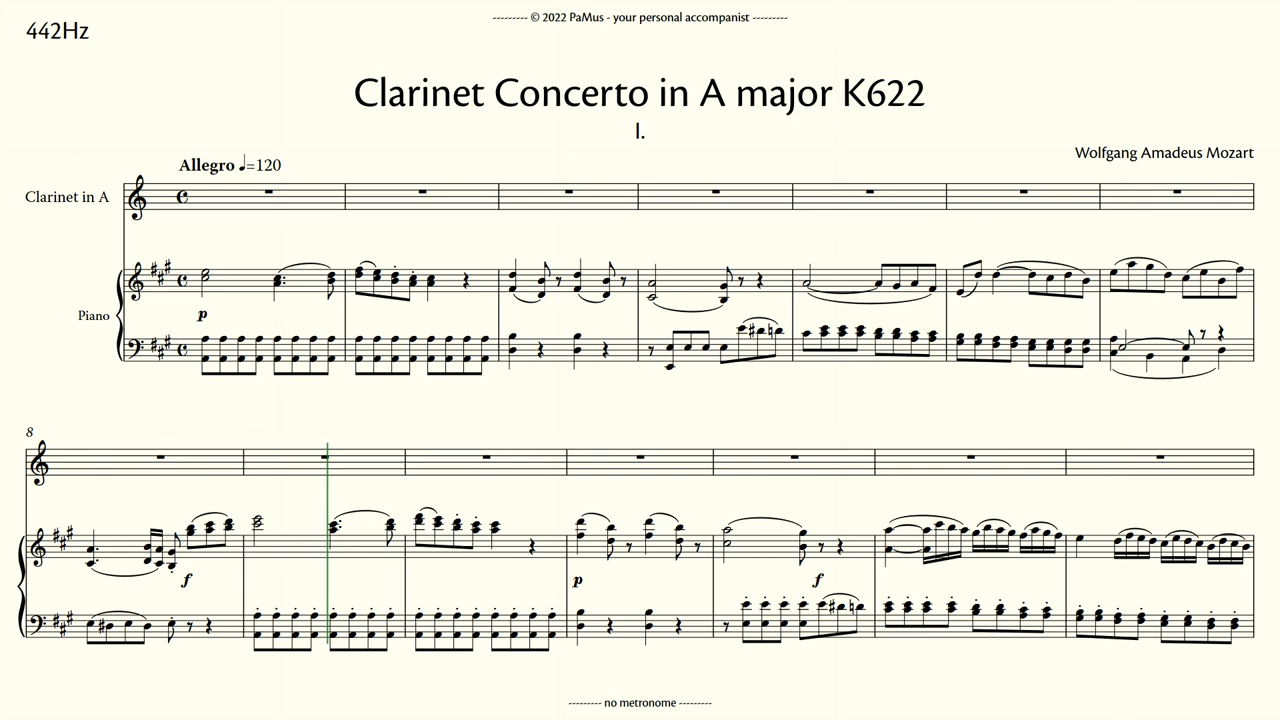 --------- © 2022 PaMus - your personal accompanist ---------
442Hz
Clarinet Concerto in A major K622
I.
Wolfgang Amadeus Mozart
Allegro ♩=120
Clarinet in A
Piano
p
8
f
p
f
--------- no metronome ---------